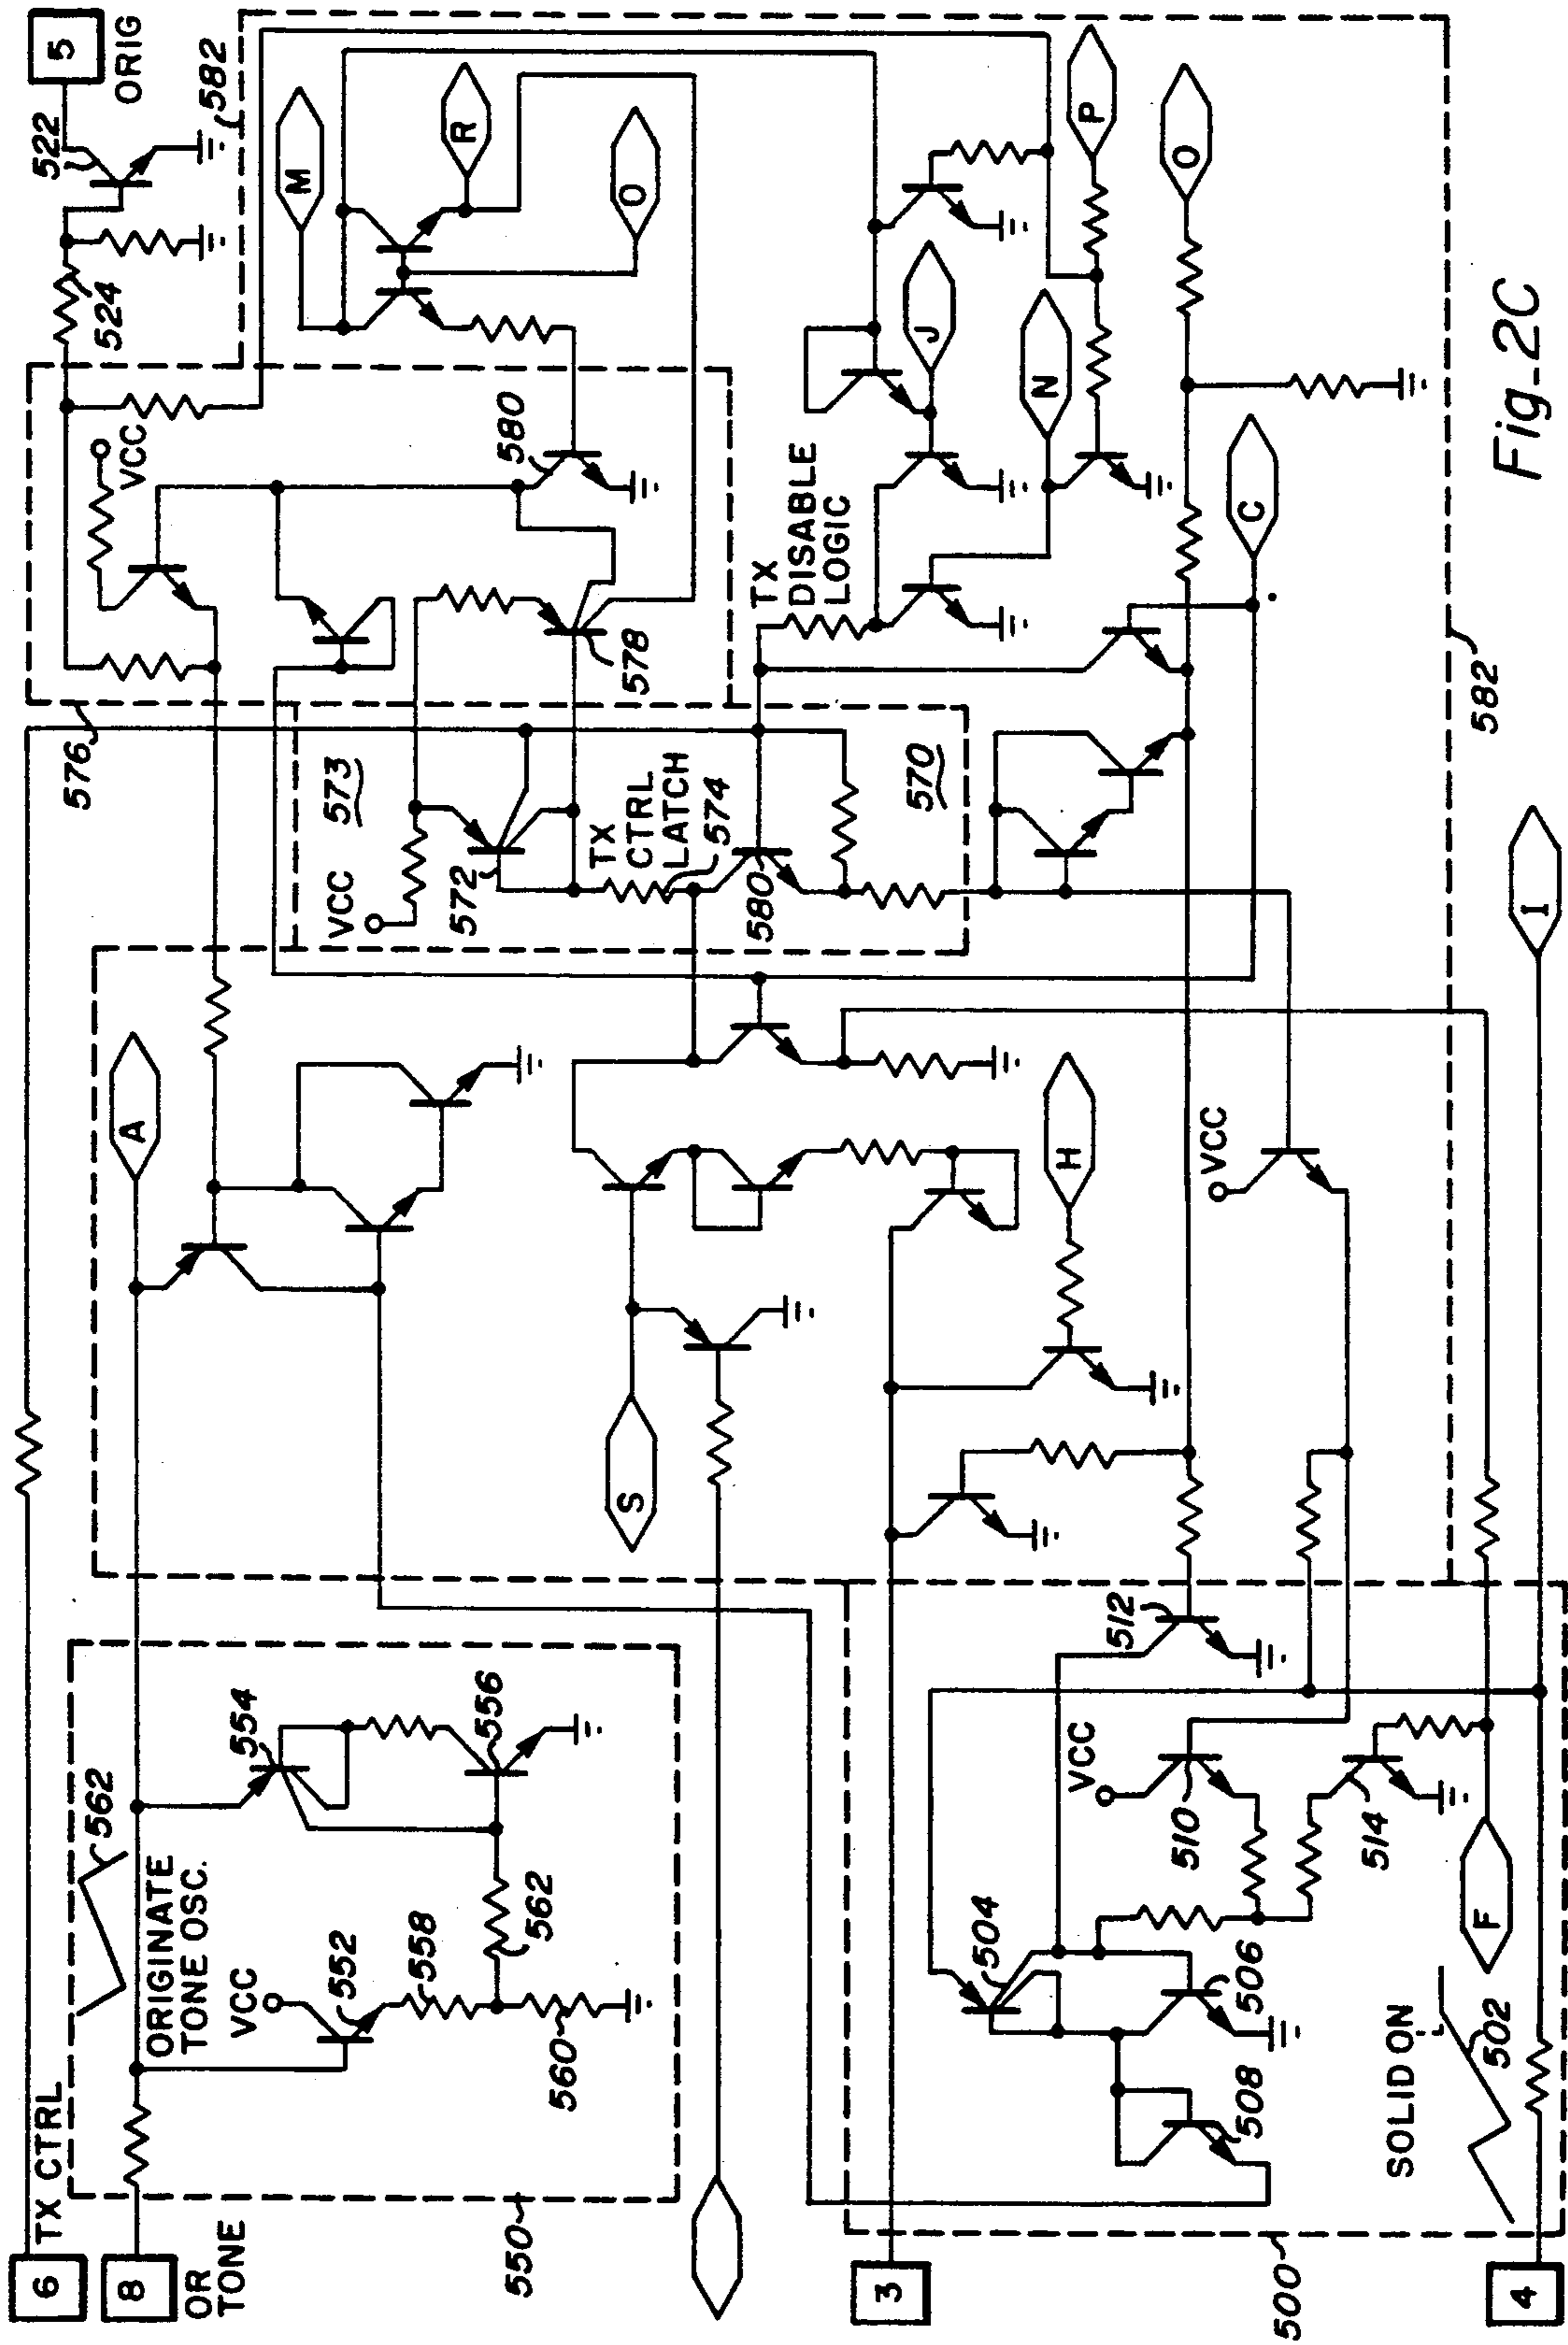 6
TX CTRL
8
OR
TONE
562
ORIGINATE
TONE OSC.
VCC
552
558
560
562
554
556
550
A
576
VCC
524
522
5
ORIG
582
M
R
O
573
VCC
572
TX
CTRL
LATCH
574
580
570
578
580
S
TX
DISABLE
LOGIC
J
N
P
O
C
H
VCC
3
500
504
506
508
512
VCC
510
514
F
SOLID ON
502
4
I
582
Fig_2C